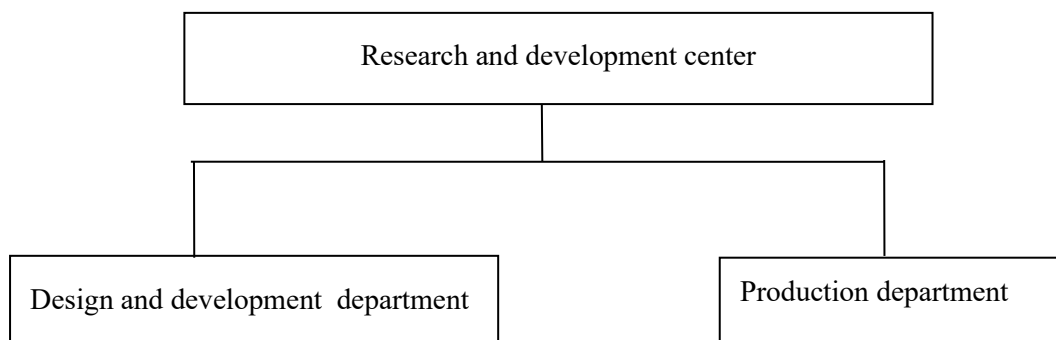 Research and development center
Design and development department
Production department